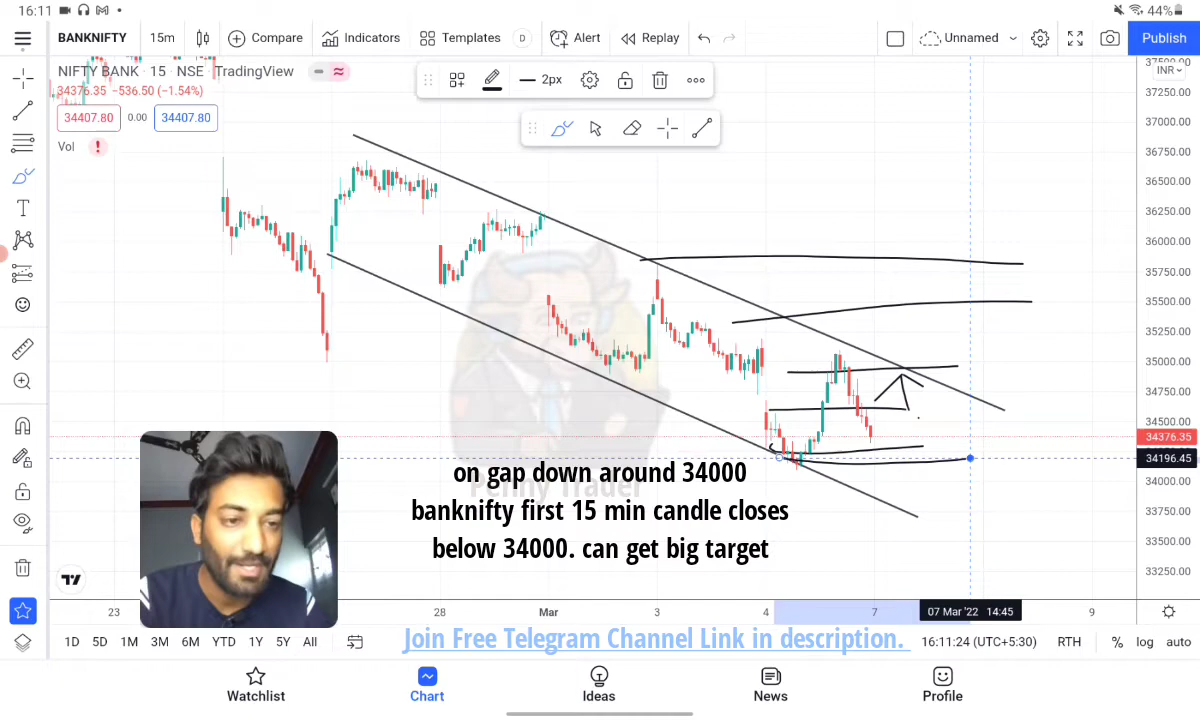 16:11
44%
BANKNIFTY 15m Compare Indicators Templates D Alert Replay Unnamed Publish
NIFTY BANK · 15 · NSE TradingView
34376.35 −536.50 (−1.54%)
34407.80 0.00 34407.80
Vol
INR
37500.00
37250.00
37000.00
36750.00
36500.00
36250.00
36000.00
35750.00
35500.00
35250.00
35000.00
34750.00
34500.00
34376.35
34196.45
34000.00
33750.00
33500.00
33250.00
2px
Penny Trader
on gap down around 34000
banknifty first 15 min candle closes
below 34000. can get big target
23 28 Mar 3 4 7 07 Mar '22 14:45 9
1D 5D 1M 3M 6M YTD 1Y 5Y All
Join Free Telegram Channel Link in description.
16:11:24 (UTC+5:30) RTH % log auto
Watchlist Chart Ideas News Profile